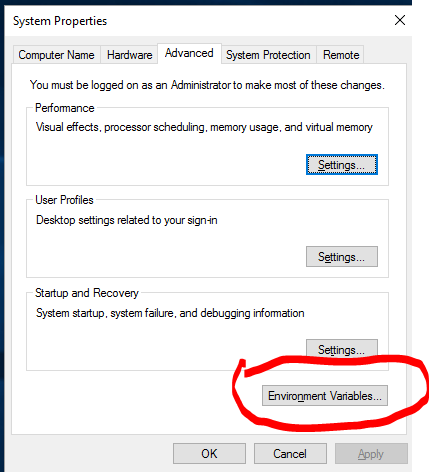 System Properties
Computer Name Hardware Advanced System Protection Remote
You must be logged on as an Administrator to make most of these changes.
Performance
Visual effects, processor scheduling, memory usage, and virtual memory
Settings...
User Profiles
Desktop settings related to your sign-in
Settings...
Startup and Recovery
System startup, system failure, and debugging information
Settings...
Environment Variables...
OK Cancel Apply